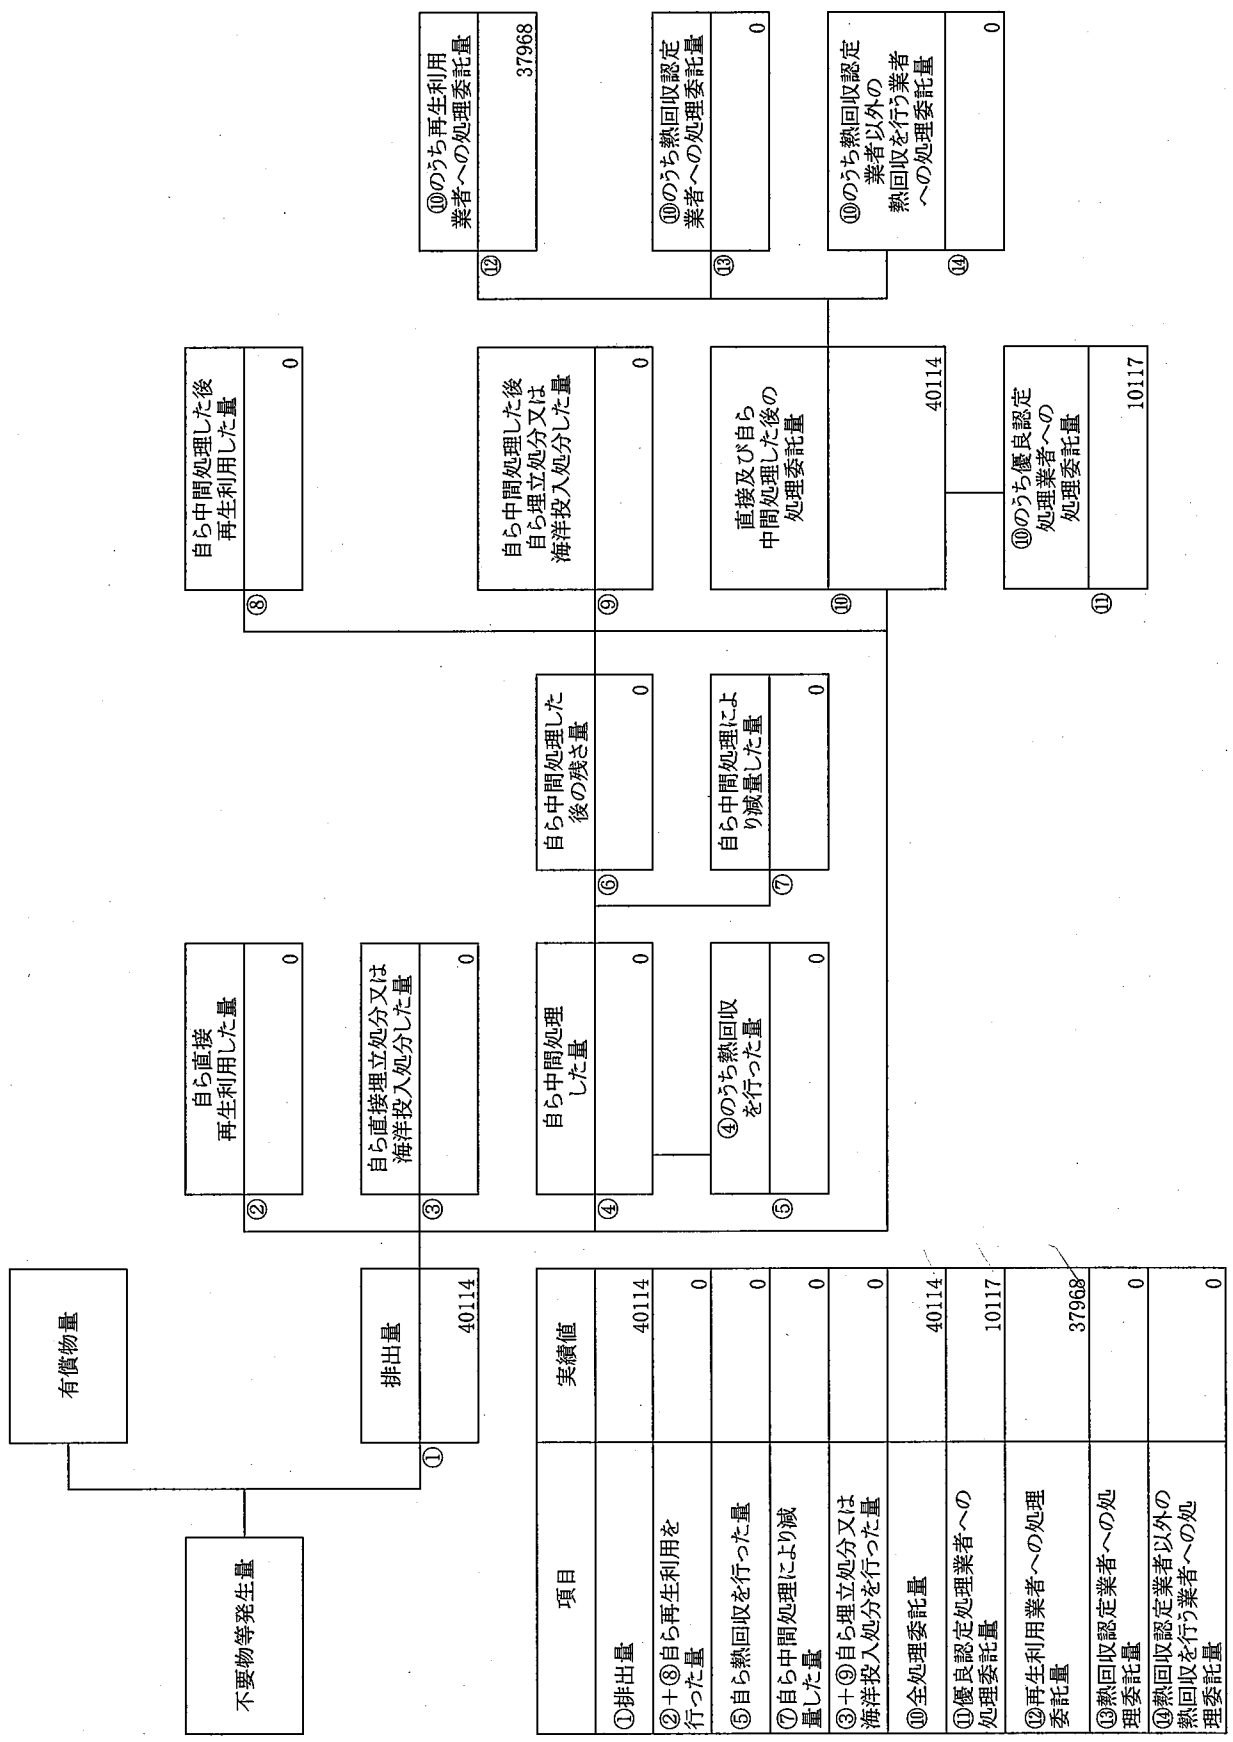 有償物量
不要物等発生量
①
排出量
40114
②
自ら直接
再生利用した量
0
③
自ら直接埋立処分又は
海洋投入処分した量
0
④
自ら中間処理
した量
0
⑤
④のうち熱回収
を行った量
0
⑥
自ら中間処理した
後の残さ量
0
⑦
自ら中間処理によ
り減量した量
0
⑧
自ら中間処理した後
再生利用した量
0
⑨
自ら中間処理した後
自ら埋立処分又は
海洋投入処分した量
0
⑩
直接及び自ら
中間処理した後の
処理委託量
40114
⑪
⑩のうち優良認定
処理業者への
処理委託量
10117
⑫
⑩のうち再生利用
業者への処理委託量
37968
⑬
⑩のうち熱回収認定
業者への処理委託量
0
⑭
⑩のうち熱回収認定
業者以外の
熱回収を行う業者
への処理委託量
0
項目 実績値
①排出量 40114
②+⑧自ら再生利用を
行った量 0
⑤自ら熱回収を行った量 0
⑦自ら中間処理により減
量した量 0
③+⑨自ら埋立処分又は
海洋投入処分を行った量 0
⑩全処理委託量 40114
⑪優良認定処理業者への
処理委託量 10117
⑫再生利用業者への処理
委託量 37968
⑬熱回収認定業者への処
理委託量 0
⑭熱回収認定業者以外の
熱回収を行う業者への処
理委託量 0